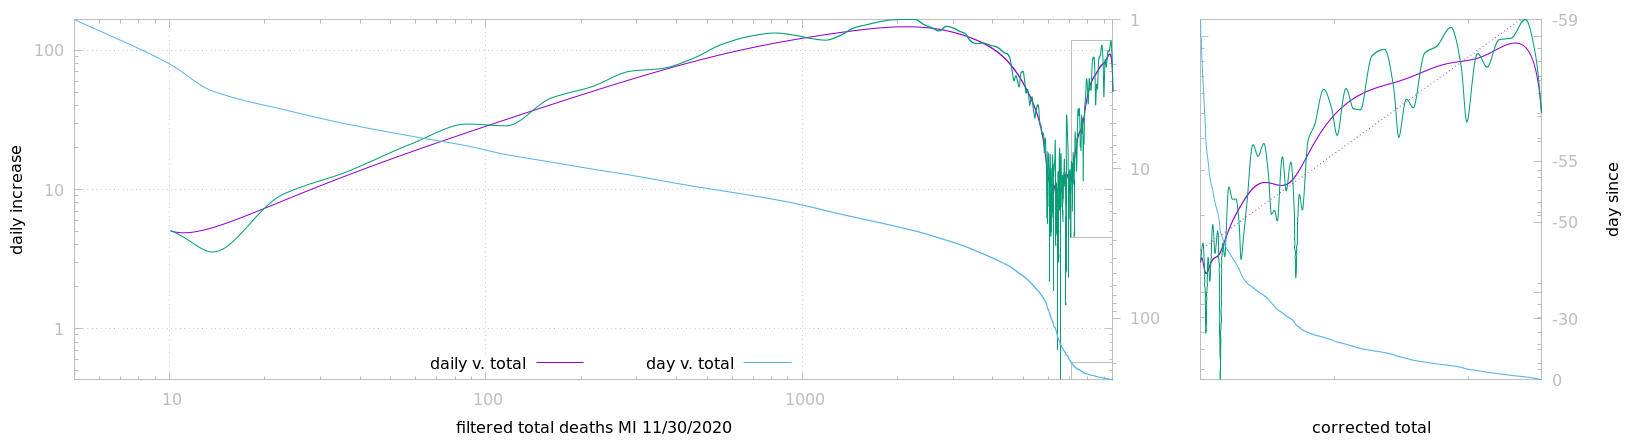 daily increase
100
10
1
10
100
1000
filtered total deaths MI 11/30/2020
daily v. total
day v. total
1
10
100
-59
-55
-50
-30
0
day since
corrected total